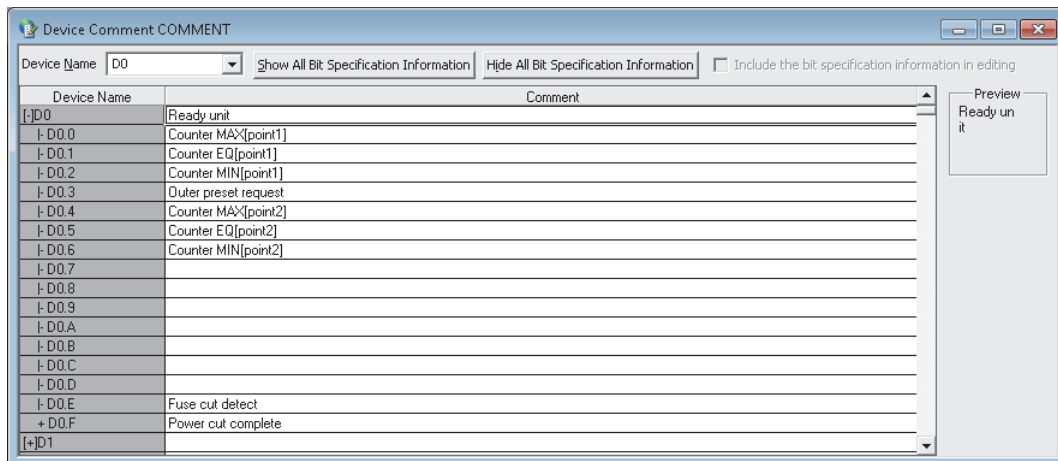 Device Comment COMMENT
Device Name D0 Show All Bit Specification Information Hide All Bit Specification Information Include the bit specification information in editing
Device Name Comment
[-]D0 Ready unit
|- D0.0 Counter MAX[point1]
|- D0.1 Counter EQ[point1]
|- D0.2 Counter MIN[point1]
|- D0.3 Outer preset request
|- D0.4 Counter MAX[point2]
|- D0.5 Counter EQ[point2]
|- D0.6 Counter MIN[point2]
|- D0.7
|- D0.8
|- D0.9
|- D0.A
|- D0.B
|- D0.C
|- D0.D
|- D0.E Fuse cut detect
+ D0.F Power cut complete
[+]D1
Preview
Ready un
it